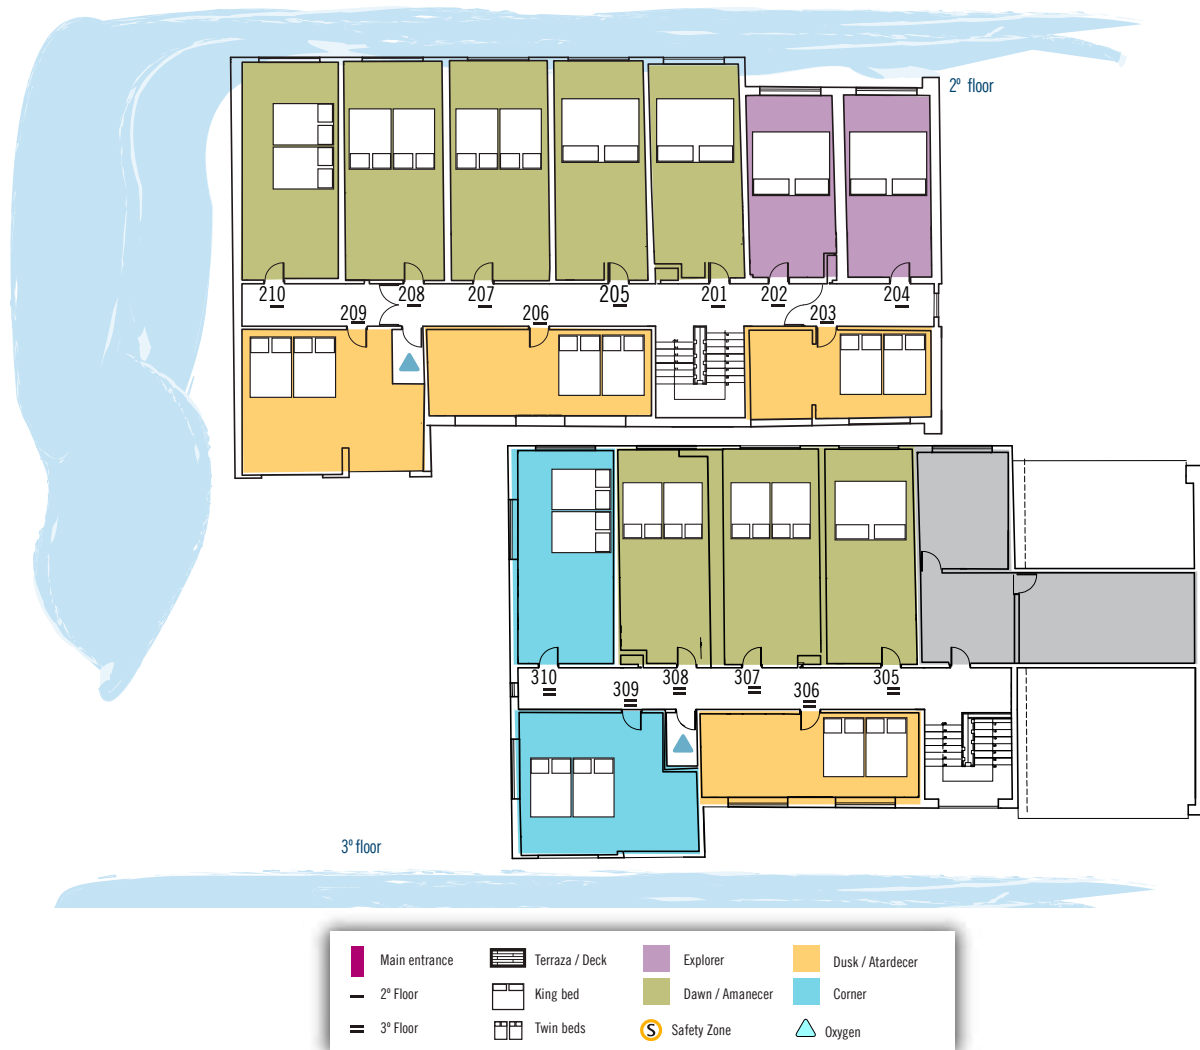 2º floor
210
208
207
205
201
202
204
209
206
203
310
308
307
305
309
306
3º floor
Main entrance
Terraza / Deck
Explorer
Dusk / Atardecer
2º Floor
King bed
Dawn / Amanecer
Corner
3º Floor
Twin beds
S Safety Zone
Oxygen